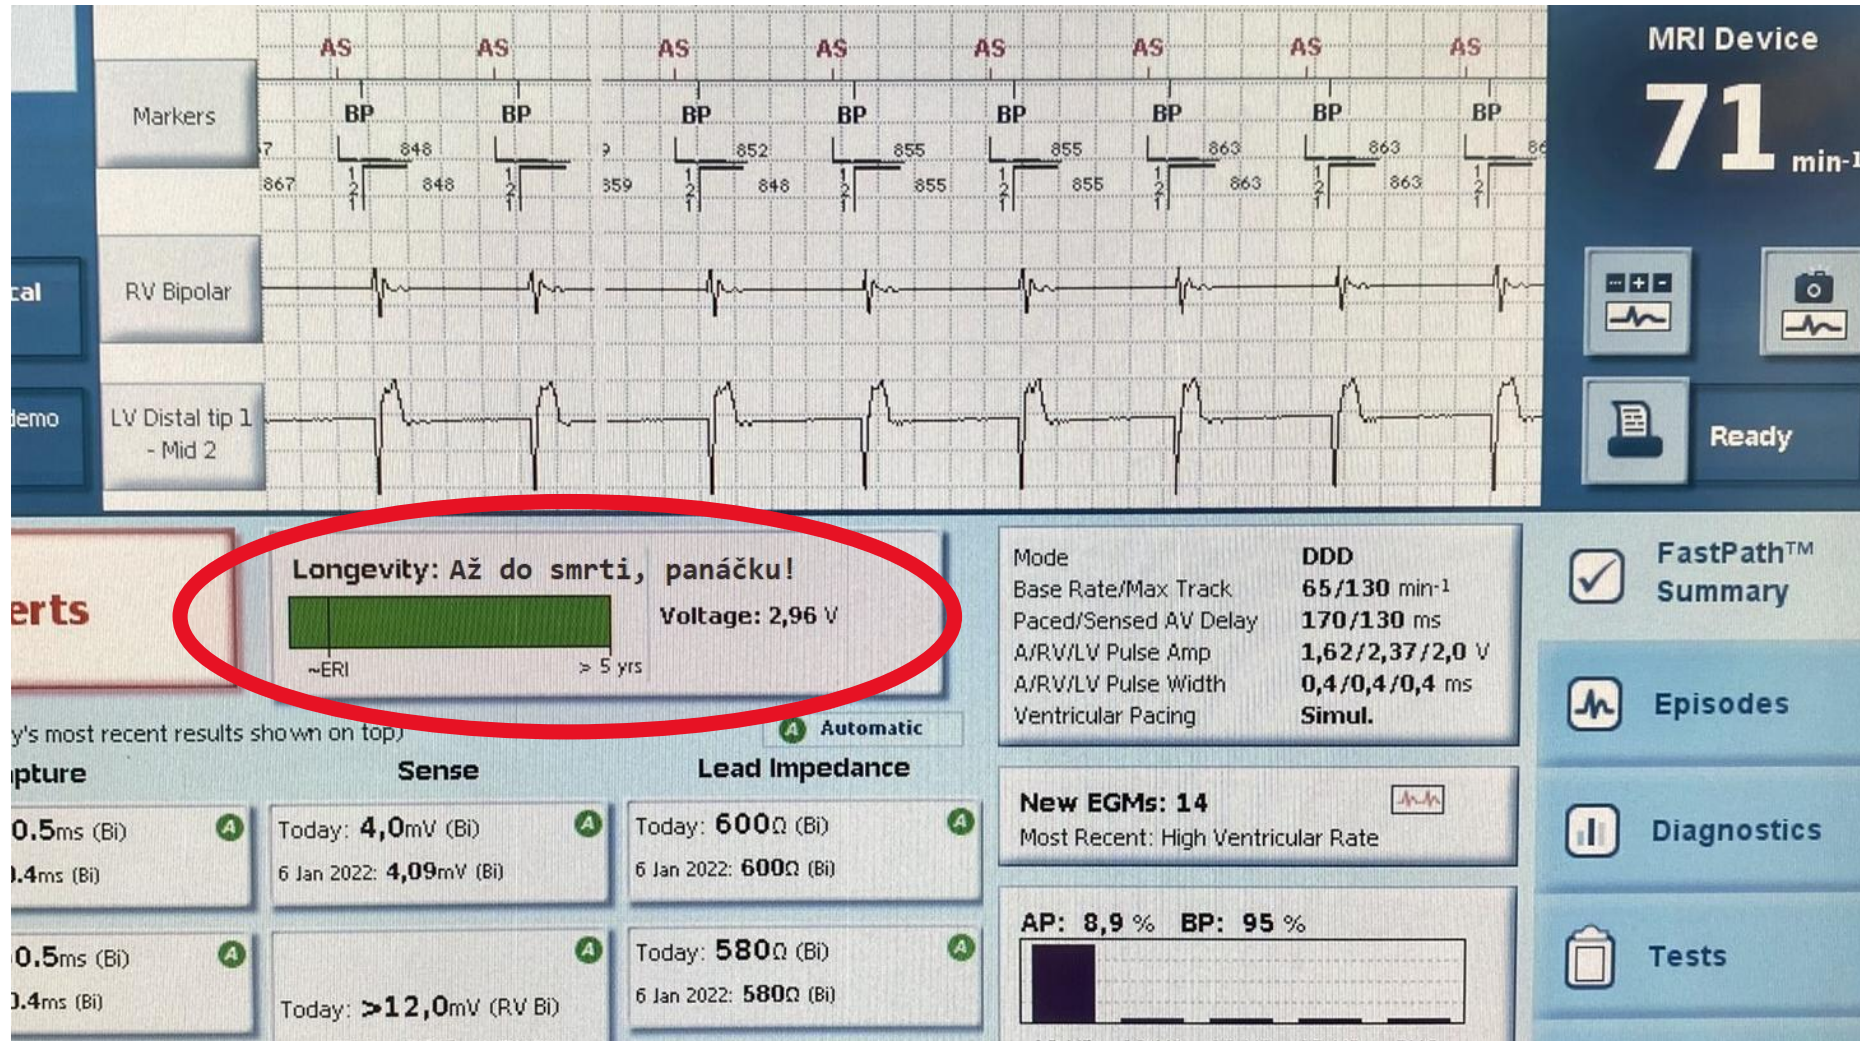 AS AS AS AS AS AS AS AS
MRI Device
71 min-1
Markers
BP BP BP BP BP BP BP BP
848 852 855 855 863 863
867 848 359 848 855 855 863 863
RV Bipolar
LV Distal tip 1
- Mid 2
Ready
Longevity: Až do smrti, panáčku!
Voltage: 2,96 V
~ERI > 5 yrs
Mode DDD
Base Rate/Max Track 65/130 min-1
Paced/Sensed AV Delay 170/130 ms
A/RV/LV Pulse Amp 1,62/2,37/2,0 V
A/RV/LV Pulse Width 0,4/0,4/0,4 ms
Ventricular Pacing Simul.
FastPath™
Summary
Episodes
Diagnostics
Tests
y's most recent results shown on top)
A Automatic
pture Sense Lead Impedance
0.5ms (Bi) A
.4ms (Bi)
Today: 4,0mV (Bi) A
6 Jan 2022: 4,09mV (Bi)
Today: 600Ω (Bi) A
6 Jan 2022: 600Ω (Bi)
New EGMs: 14
Most Recent: High Ventricular Rate
0.5ms (Bi) A
.4ms (Bi)
A
Today: >12,0mV (RV Bi)
Today: 580Ω (Bi) A
6 Jan 2022: 580Ω (Bi)
AP: 8,9 % BP: 95 %